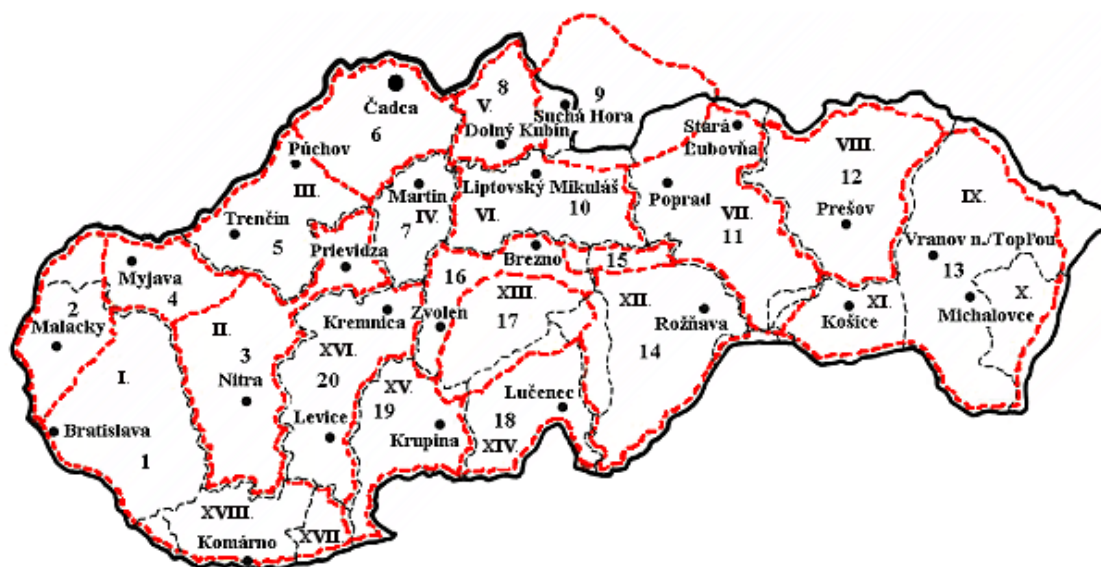 8
9
V.
Čadca
Suchá Hora
6
Dolný Kubín
Stará
Ľubovňa
VIII.
Púchov
12
III.
Martin
Liptovský Mikuláš
IX.
IV.
10
Poprad
7
VI.
VII.
Prešov
Trenčín
11
5
Prievidza
Vranov n./Topľou
Brezno
15
Myjava
16
13
4
XIII.
XII.
X.
2
Malacky
Kremnica
Zvolen
17
Rožňava
XI.
Košice
Michalovce
II.
3
XVI.
14
I.
20
XV.
Lučenec
Nitra
19
18
Bratislava
Levice
Krupina
XIV.
1
XVIII.
XVII.
Komárno